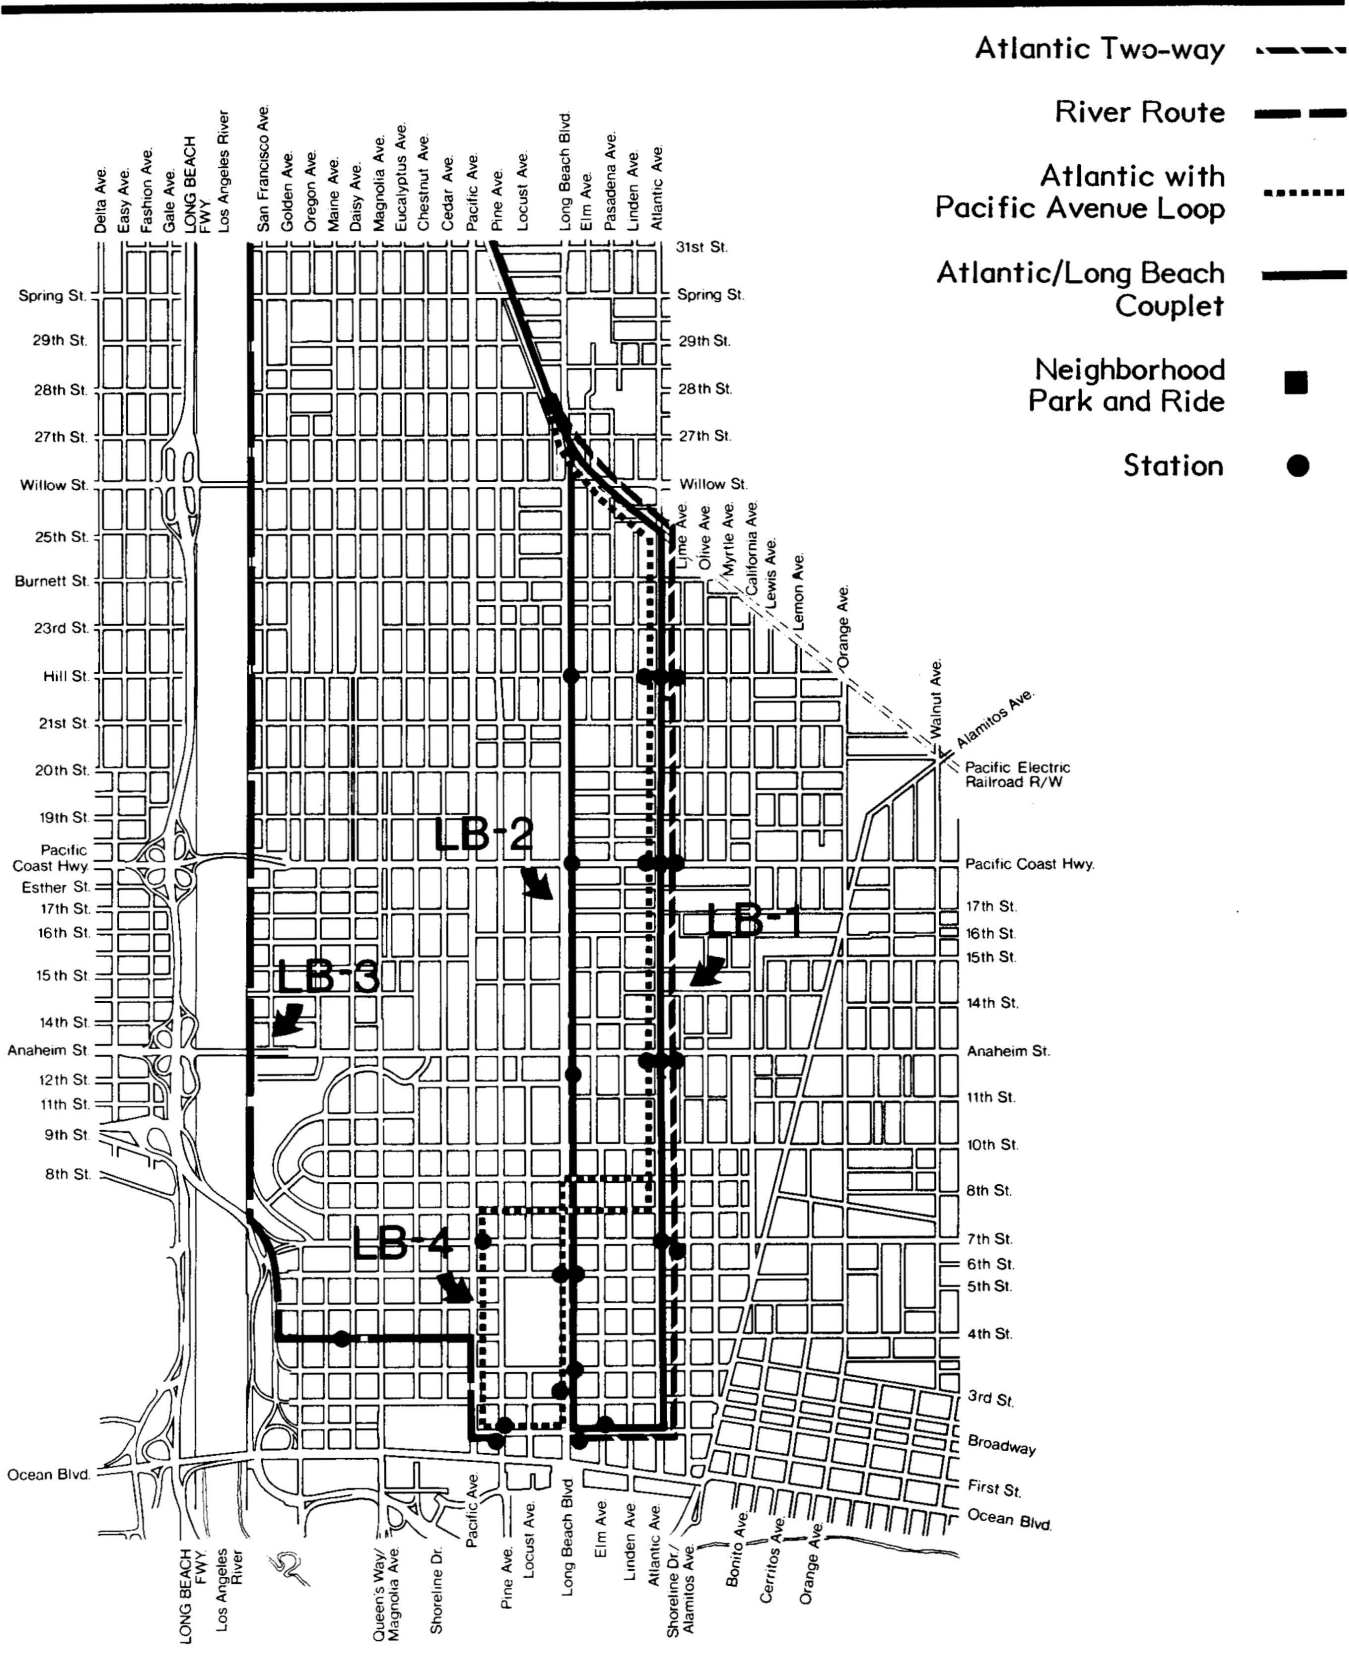 Atlantic Two-way
River Route
Atlantic with
Pacific Avenue Loop
Atlantic/Long Beach
Couplet
Neighborhood
Park and Ride
Station
Delta Ave.
Easy Ave.
Fashion Ave.
Gale Ave.
LONG BEACH
FWY
Los Angeles River
San Francisco Ave.
Golden Ave.
Oregon Ave.
Maine Ave.
Daisy Ave.
Magnolia Ave.
Eucalyptus Ave.
Chestnut Ave.
Cedar Ave.
Pacific Ave.
Pine Ave.
Locust Ave.
Long Beach Blvd.
Elm Ave.
Pasadena Ave.
Linden Ave.
Atlantic Ave.
31st St.
Spring St.
29th St.
28th St.
27th St.
Willow St.
Spring St.
29th St.
28th St.
27th St.
Willow St.
25th St.
Burnett St.
23rd St.
Hill St.
21st St.
20th St.
19th St.
Pacific
Coast Hwy.
Esther St.
17th St.
16th St.
15th St.
14th St.
Anaheim St.
12th St.
11th St.
9th St.
8th St.
Ocean Blvd.
Lime Ave.
Olive Ave
Myrtle Ave.
California Ave.
Lewis Ave.
Lemon Ave.
Orange Ave.
Walnut Ave.
Alamitos Ave.
Pacific Electric
Railroad R/W
Pacific Coast Hwy.
17th St.
16th St.
15th St.
14th St.
Anaheim St.
11th St.
10th St.
8th St.
7th St.
6th St.
5th St.
4th St.
3rd St.
Broadway
First St.
Ocean Blvd.
LB-2
LB-1
LB-3
LB-4
LONG BEACH
FWY.
Los Angeles
River
Queen's Way/
Magnolia Ave.
Shoreline Dr.
Pacific Ave.
Pine Ave.
Locust Ave.
Long Beach Blvd.
Elm Ave.
Linden Ave.
Atlantic Ave.
Shoreline Dr./
Alamitos Ave.
Bonito Ave.
Cerritos Ave.
Orange Ave.